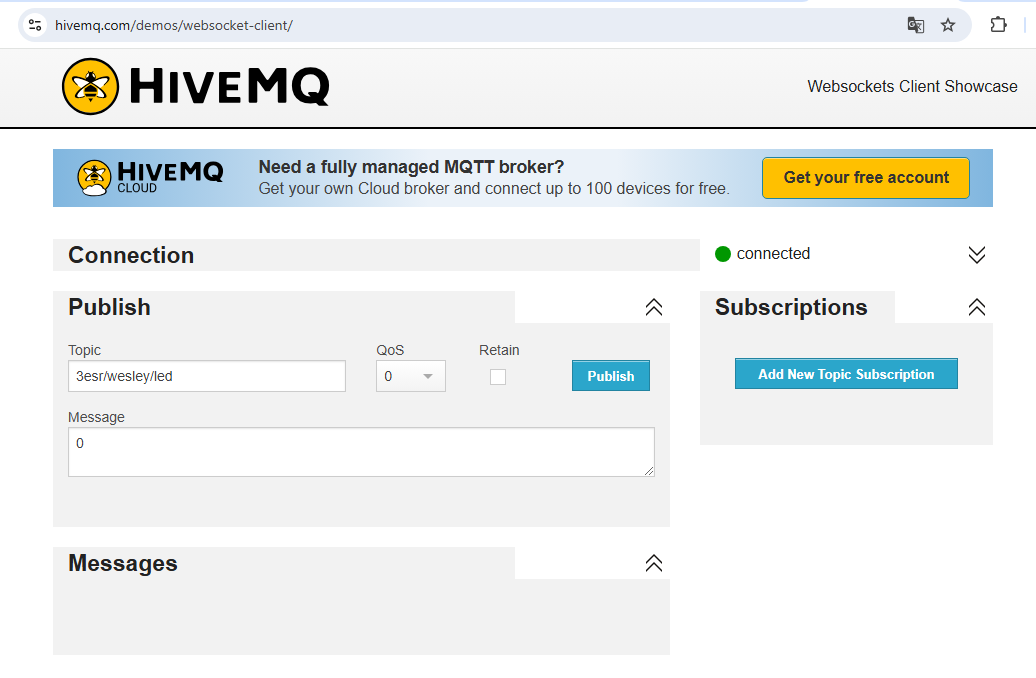 hivemq.com/demos/websocket-client/
HIVEMQ
Websockets Client Showcase
HIVEMQ
CLOUD
Need a fully managed MQTT broker?
Get your own Cloud broker and connect up to 100 devices for free.
Get your free account
Connection
connected
Publish
Topic
QoS
Retain
3esr/wesley/led
0
Publish
Message
0
Subscriptions
Add New Topic Subscription
Messages